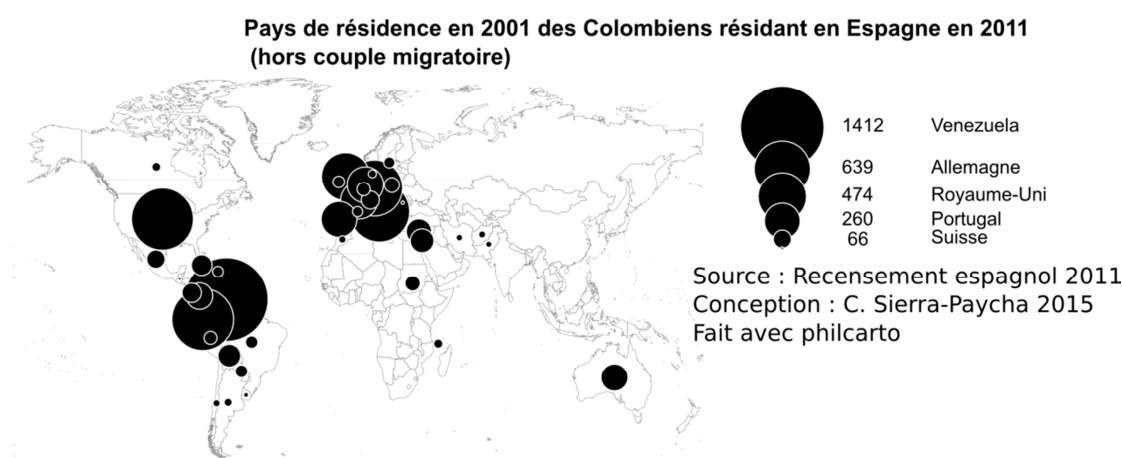 Pays de résidence en 2001 des Colombiens résidant en Espagne en 2011
(hors couple migratoire)
1412 Venezuela
639 Allemagne
474 Royaume-Uni
260 Portugal
66 Suisse
Source : Recensement espagnol 2011
Conception : C. Sierra-Paycha 2015
Fait avec philcarto